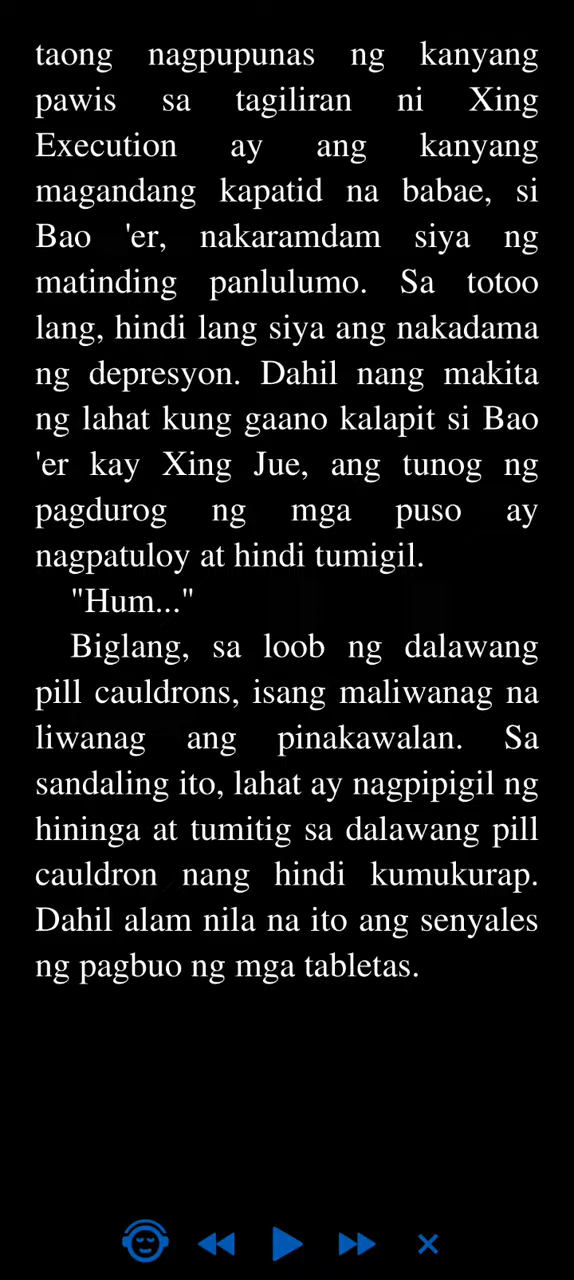 taong nagpupunas ng kanyang
pawis sa tagiliran ni Xing
Execution ay ang kanyang
magandang kapatid na babae, si
Bao 'er, nakaramdam siya ng
matinding panlulumo. Sa totoo
lang, hindi lang siya ang nakadama
ng depresyon. Dahil nang makita
ng lahat kung gaano kalapit si Bao
'er kay Xing Jue, ang tunog ng
pagdurog ng mga puso ay
nagpatuloy at hindi tumigil.
"Hum..."
Biglang, sa loob ng dalawang
pill cauldrons, isang maliwanag na
liwanag ang pinakawalan. Sa
sandaling ito, lahat ay nagpipigil ng
hininga at tumitig sa dalawang pill
cauldron nang hindi kumukurap.
Dahil alam nila na ito ang senyales
ng pagbuo ng mga tabletas.